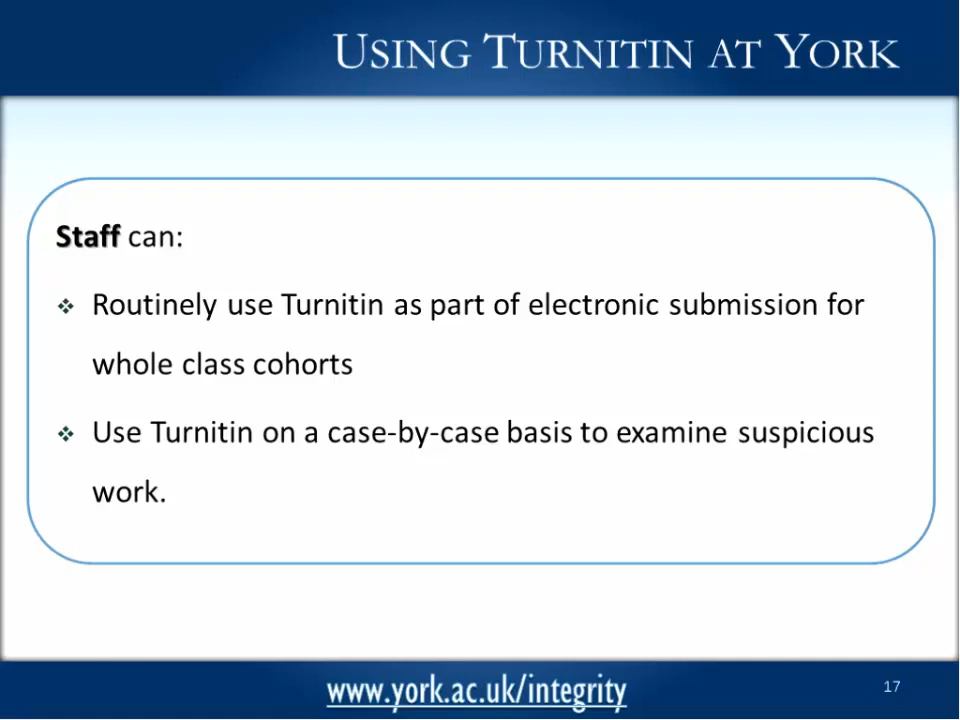 USING TURNITIN AT YORK
Staff can:
❖ Routinely use Turnitin as part of electronic submission for
whole class cohorts
❖ Use Turnitin on a case-by-case basis to examine suspicious
work.
www.york.ac.uk/integrity
17